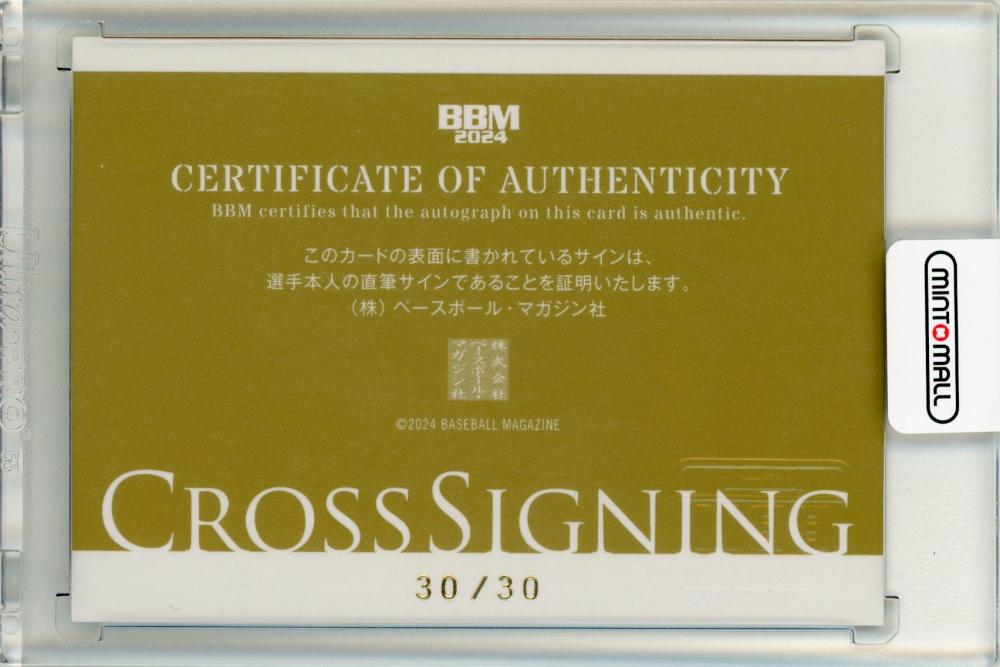 BBM
2024
CERTIFICATE OF AUTHENTICITY
BBM certifies that the autograph on this card is authentic.
このカードの表面に書かれているサインは、
選手本人の直筆サインであることを証明いたします。
（株）ベースボール・マガジン社
株式会社
ベースボール・
マガジン社
©2024 BASEBALL MAGAZINE
CROSSSIGNING
30/30
MINT MALL